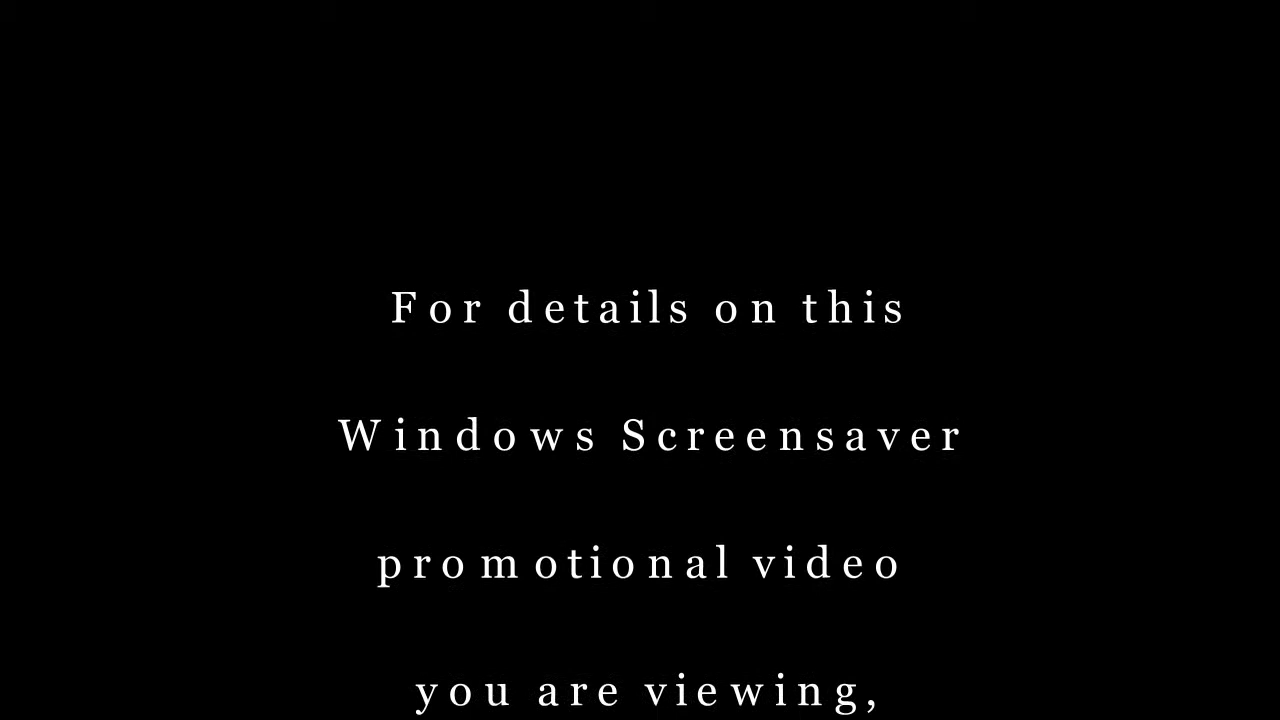 For details on this
Windows Screensaver
promotional video
you are viewing,